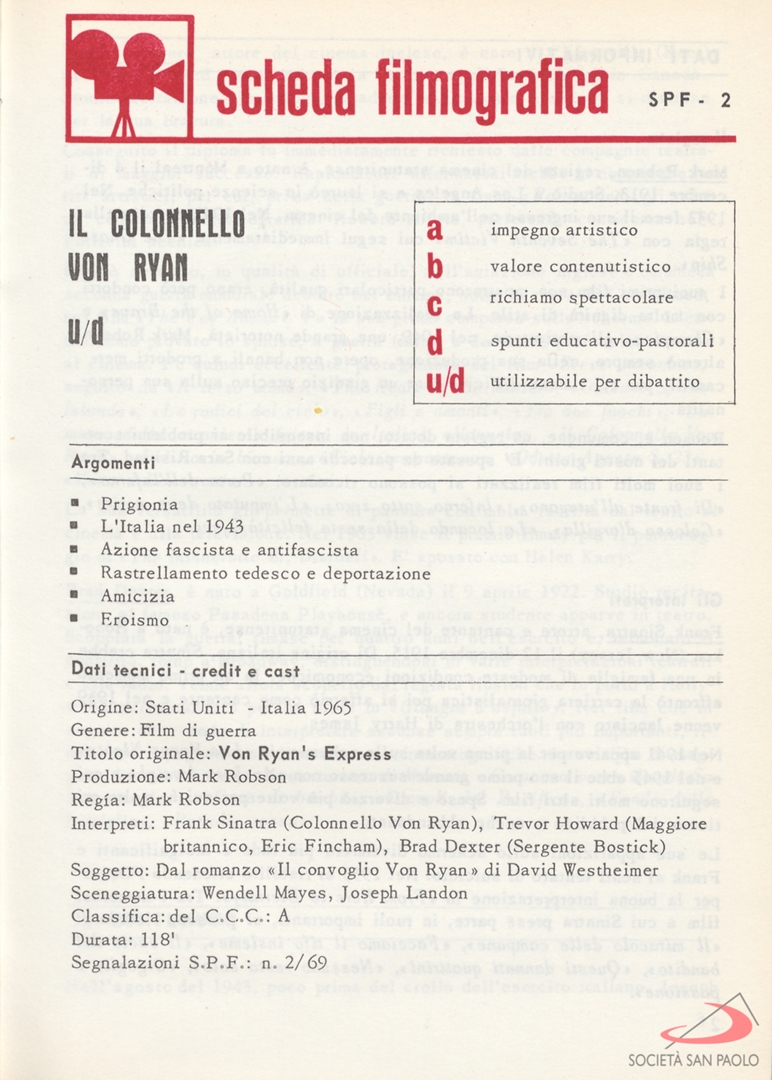 scheda filmografica SPF - 2
IL COLONNELLO
VON RYAN
u/d
a impegno artistico
b valore contenutistico
c richiamo spettacolare
d spunti educativo-pastorali
u/d utilizzabile per dibattito
Argomenti
Prigionia
L'Italia nel 1943
Azione fascista e antifascista
Rastrellamento tedesco e deportazione
Amicizia
Eroismo
Dati tecnici - credit e cast
Origine: Stati Uniti - Italia 1965
Genere: Film di guerra
Titolo originale: Von Ryan's Express
Produzione: Mark Robson
Regía: Mark Robson
Interpreti: Frank Sinatra (Colonnello Von Ryan), Trevor Howard (Maggiore
britannico, Eric Fincham), Brad Dexter (Sergente Bostick)
Soggetto: Dal romanzo «Il convoglio Von Ryan» di David Westheimer
Sceneggiatura: Wendell Mayes, Joseph Landon
Classifica: del C.C.C.: A
Durata: 118'
Segnalazioni S.P.F.: n. 2/69
SOCIETÀ SAN PAOLO